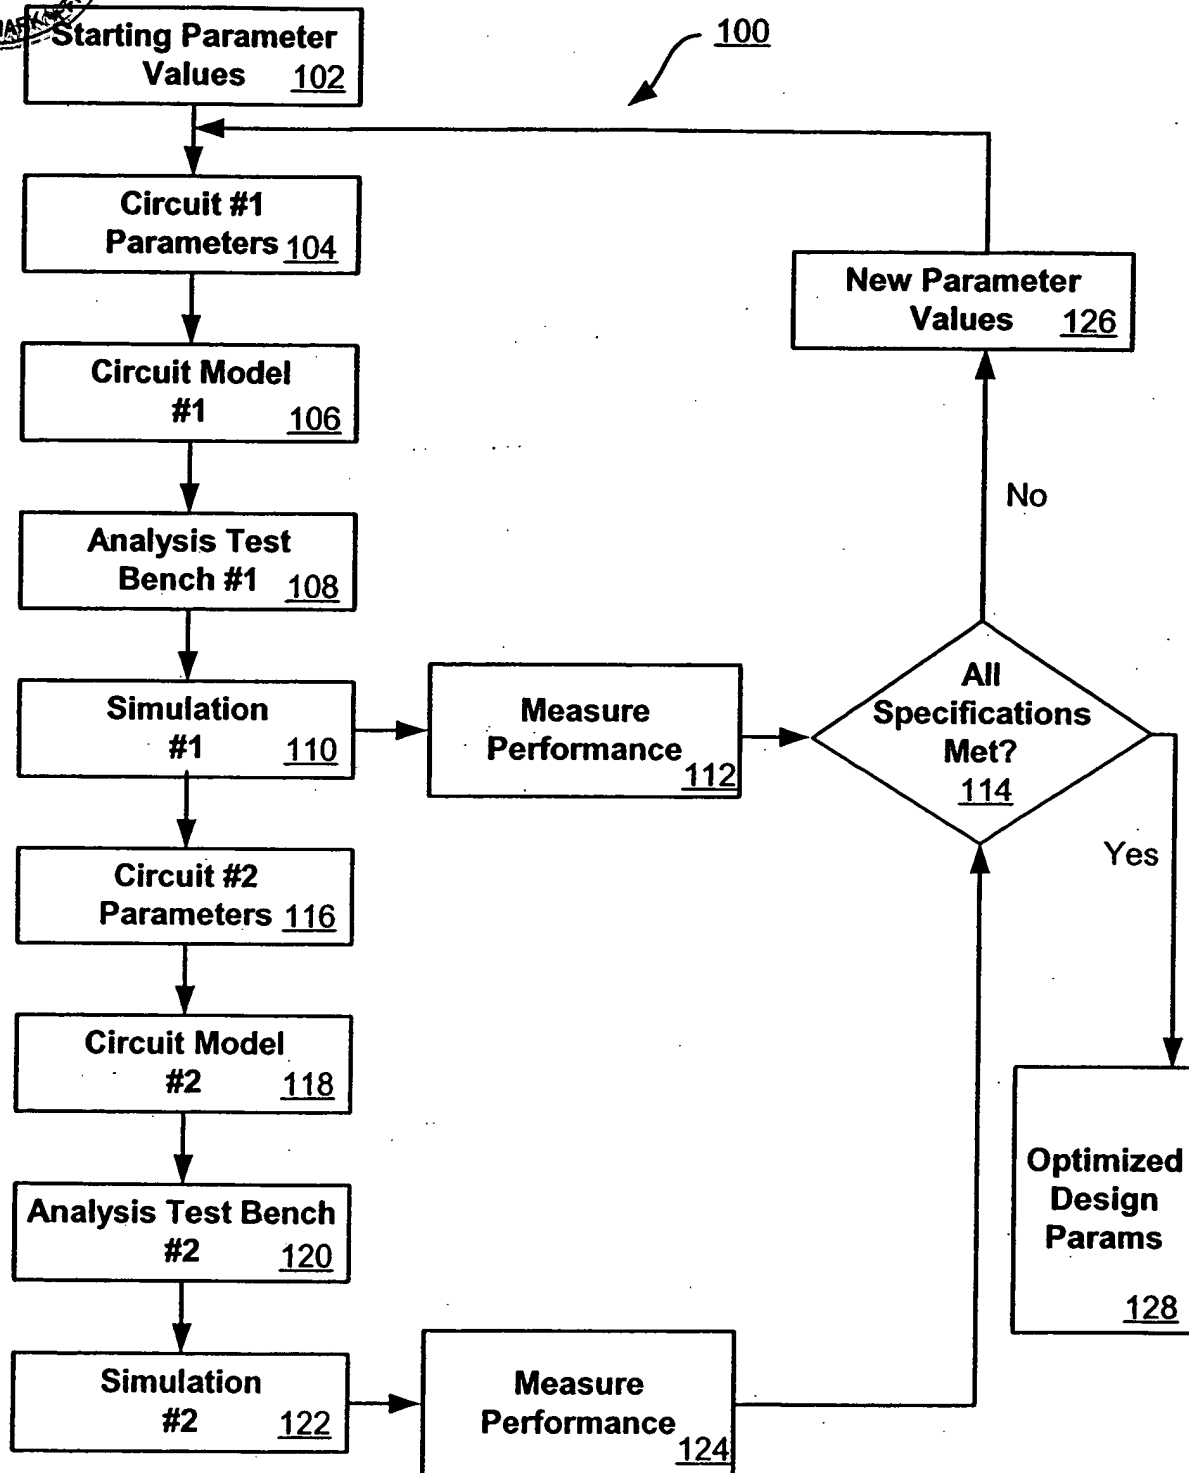 Starting Parameter
Values 102
100
Circuit #1
Parameters 104
New Parameter
Values 126
Circuit Model
#1 106
No
Analysis Test
Bench #1 108
All
Specifications
Met?
114
Simulation
#1 110
Measure
Performance 112
Yes
Circuit #2
Parameters 116
Circuit Model
#2 118
Optimized
Design
Params
128
Analysis Test Bench
#2 120
Simulation
#2 122
Measure
Performance 124